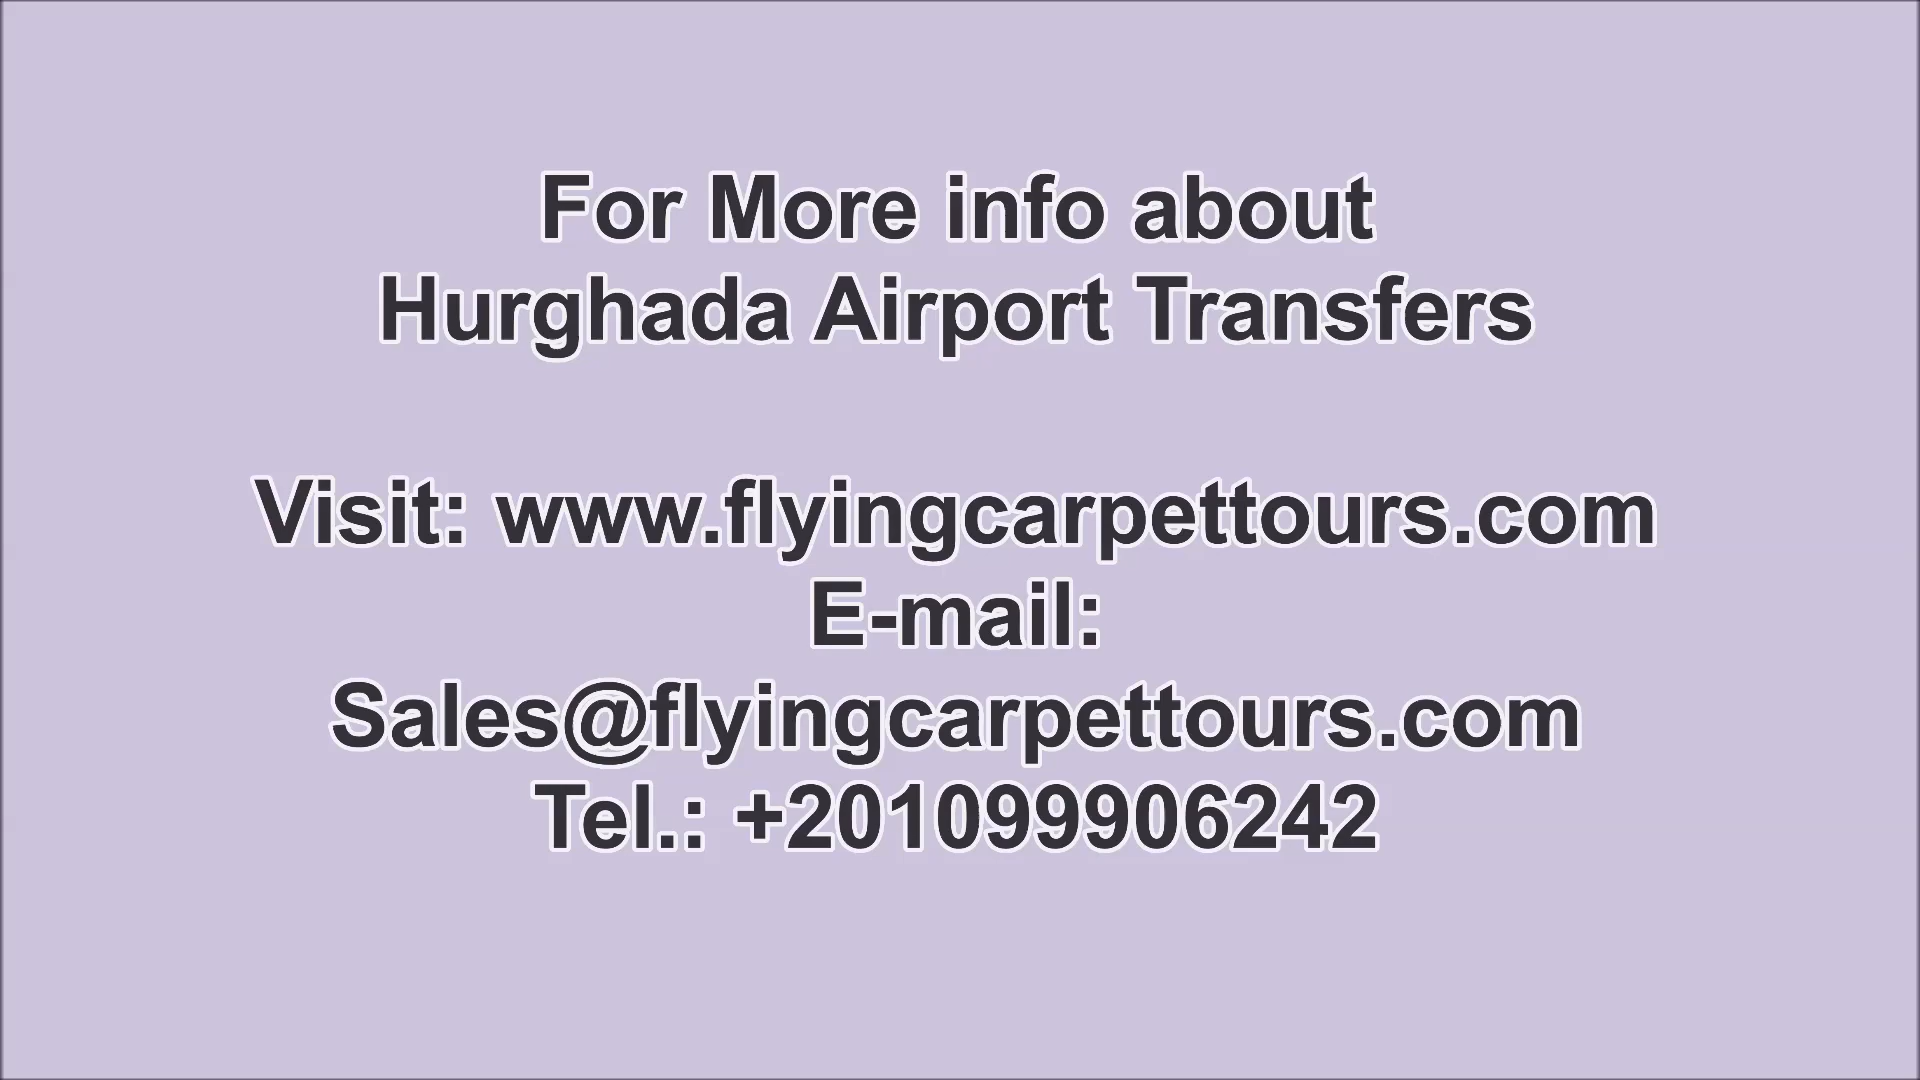 For More info about
Hurghada Airport Transfers
Visit: www.flyingcarpettours.com
E-mail:
Sales@flyingcarpettours.com
Tel.: +201099906242